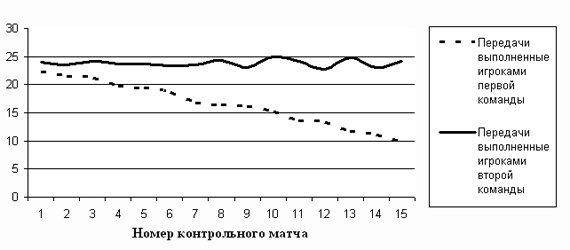 30
25
20
15
10
5
0
1 2 3 4 5 6 7 8 9 10 11 12 13 14 15
Номер контрольного матча
Передачи
выполненные
игроками
первой
команды
Передачи
выполненные
игроками
второй
команды